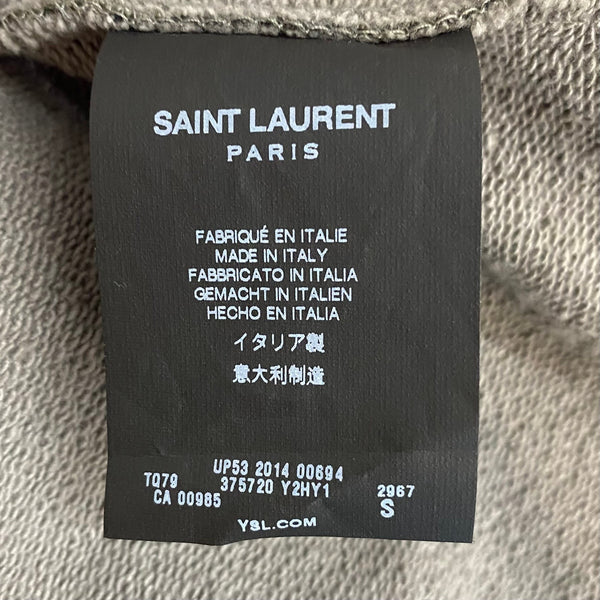 SAINT LAURENT
PARIS
FABRIQUÉ EN ITALIE
MADE IN ITALY
FABBRICATO IN ITALIA
GEMACHT IN ITALIEN
HECHO EN ITALIA
イタリア製
意大利制造
UP53 2014 00694
TQ79 375720 Y2HY1 2967
CA 00985 S
YSL.COM